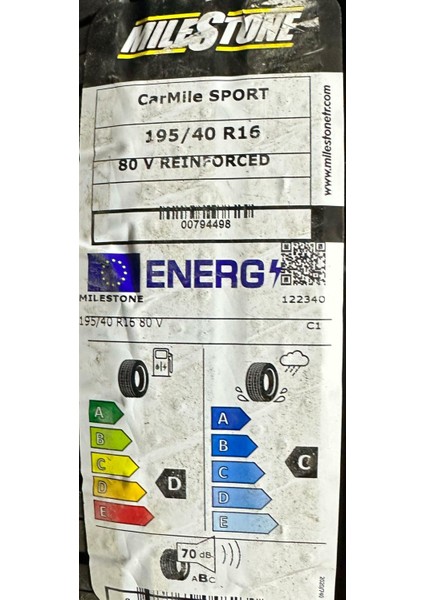 MILESTONE
CarMile SPORT
195/40 R16
80 V REINFORCED
www.milestonetr.com
00794498
ENERG
MILESTONE
122340
195/40 R16 80 V
C1
A
B
C
D
E
D
A
B
C
D
E
C
70 dB
ABC